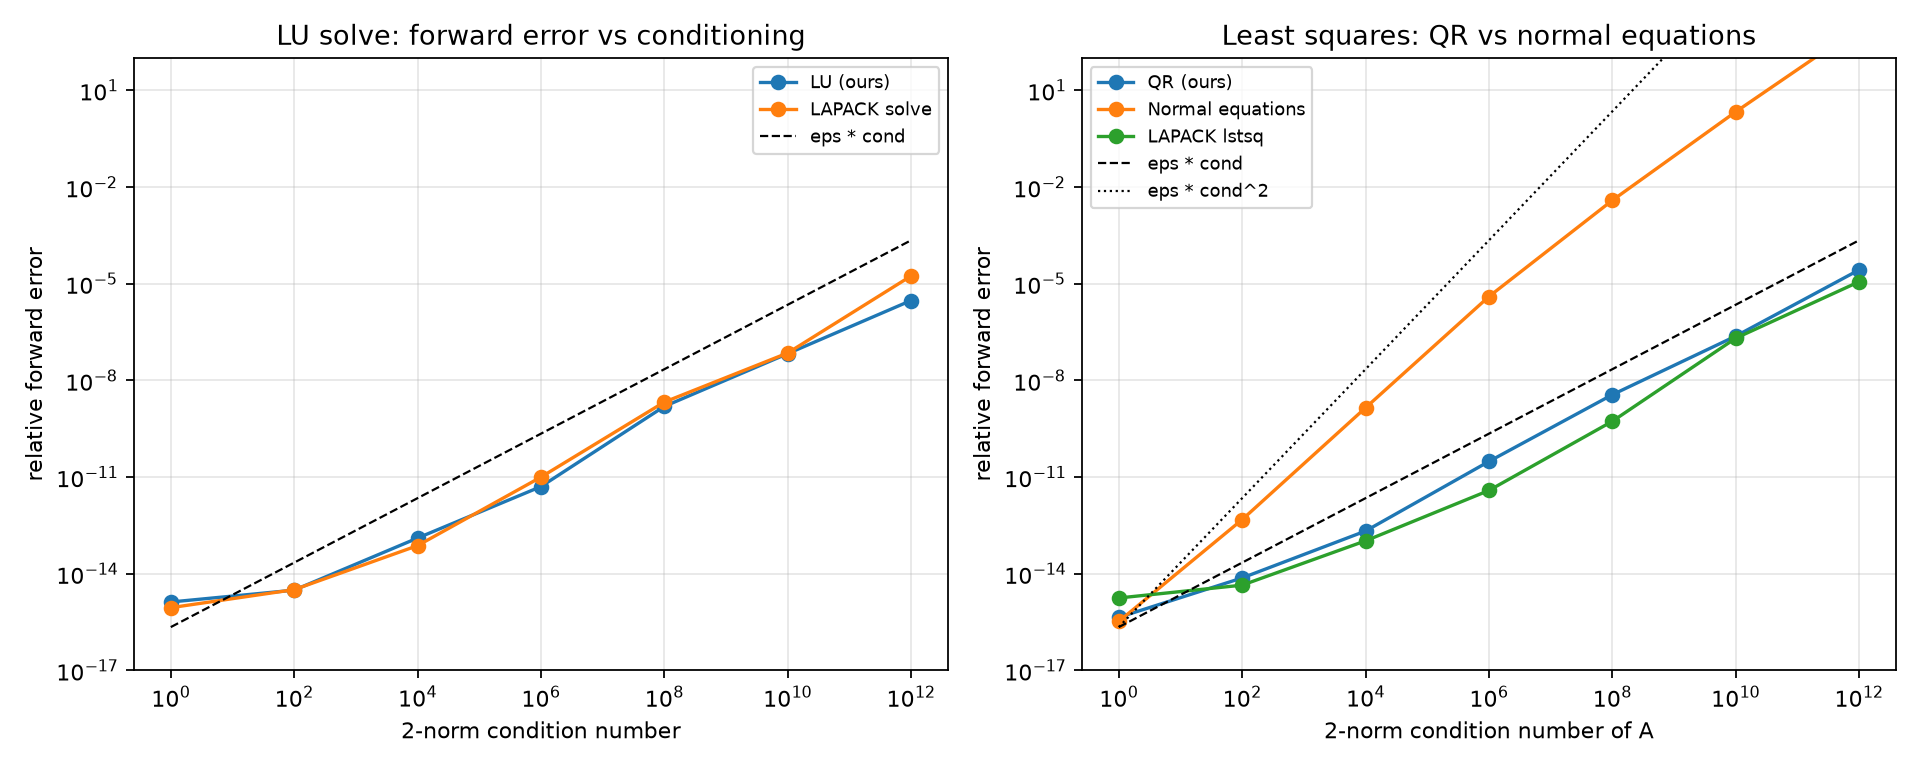 LU solve: forward error vs conditioning
LU (ours)
LAPACK solve
eps * cond
relative forward error
10^1
10^-2
10^-5
10^-8
10^-11
10^-14
10^-17
10^0 10^2 10^4 10^6 10^8 10^10 10^12
2-norm condition number
Least squares: QR vs normal equations
QR (ours)
Normal equations
LAPACK lstsq
eps * cond
eps * cond^2
relative forward error
10^1
10^-2
10^-5
10^-8
10^-11
10^-14
10^-17
10^0 10^2 10^4 10^6 10^8 10^10 10^12
2-norm condition number of A